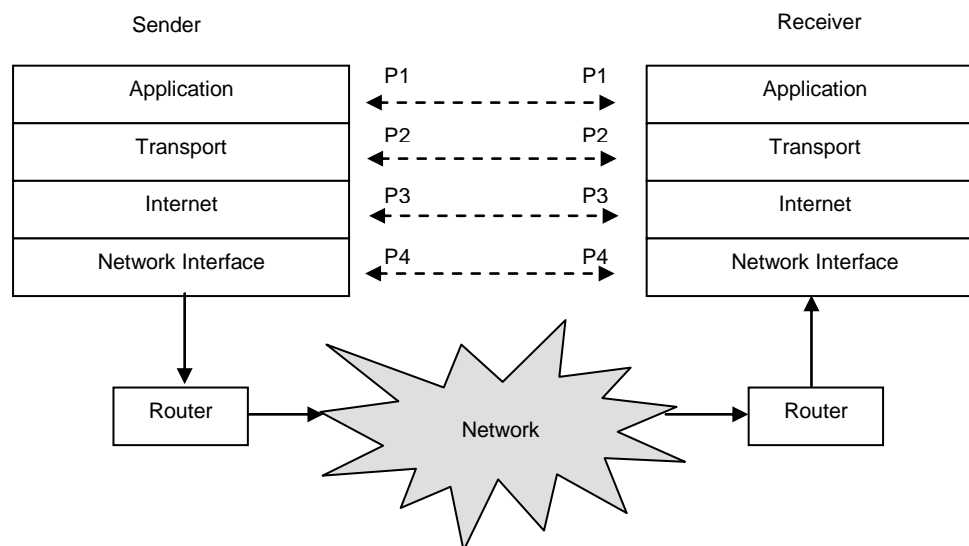 Sender
Receiver
Application
P1
P1
Application
Transport
P2
P2
Transport
Internet
P3
P3
Internet
Network Interface
P4
P4
Network Interface
Router
Network
Router